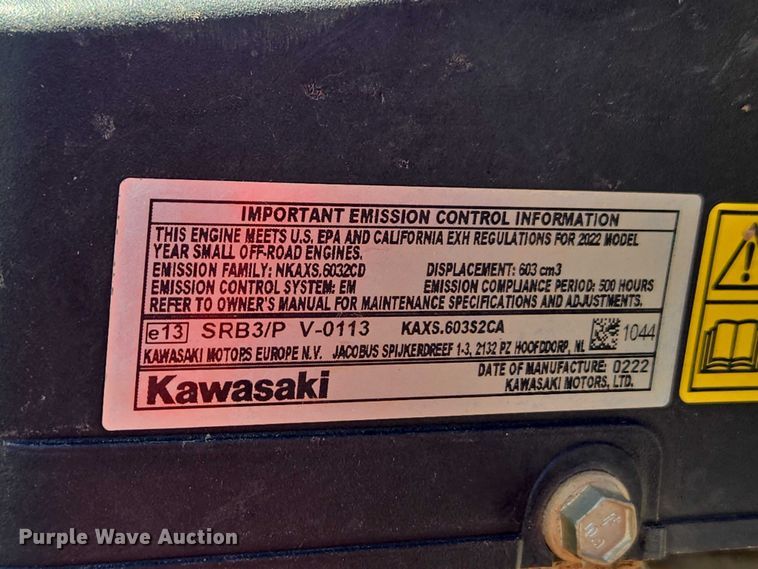 IMPORTANT EMISSION CONTROL INFORMATION
THIS ENGINE MEETS U.S. EPA AND CALIFORNIA EXH REGULATIONS FOR 2022 MODEL
YEAR SMALL OFF-ROAD ENGINES.
EMISSION FAMILY: NKAXS.6032CD DISPLACEMENT: 603 cm3
EMISSION CONTROL SYSTEM: EM EMISSION COMPLIANCE PERIOD: 500 HOURS
REFER TO OWNER'S MANUAL FOR MAINTENANCE SPECIFICATIONS AND ADJUSTMENTS.
e13 SRB3/P V-0113 KAXS.603S2CA 1044
KAWASAKI MOTORS EUROPE N.V. JACOBUS SPIJKERDREEF 1-3, 2132 PZ HOOFDDORP, NL
Kawasaki DATE OF MANUFACTURE: 0222
KAWASAKI MOTORS, LTD.
Purple Wave Auction